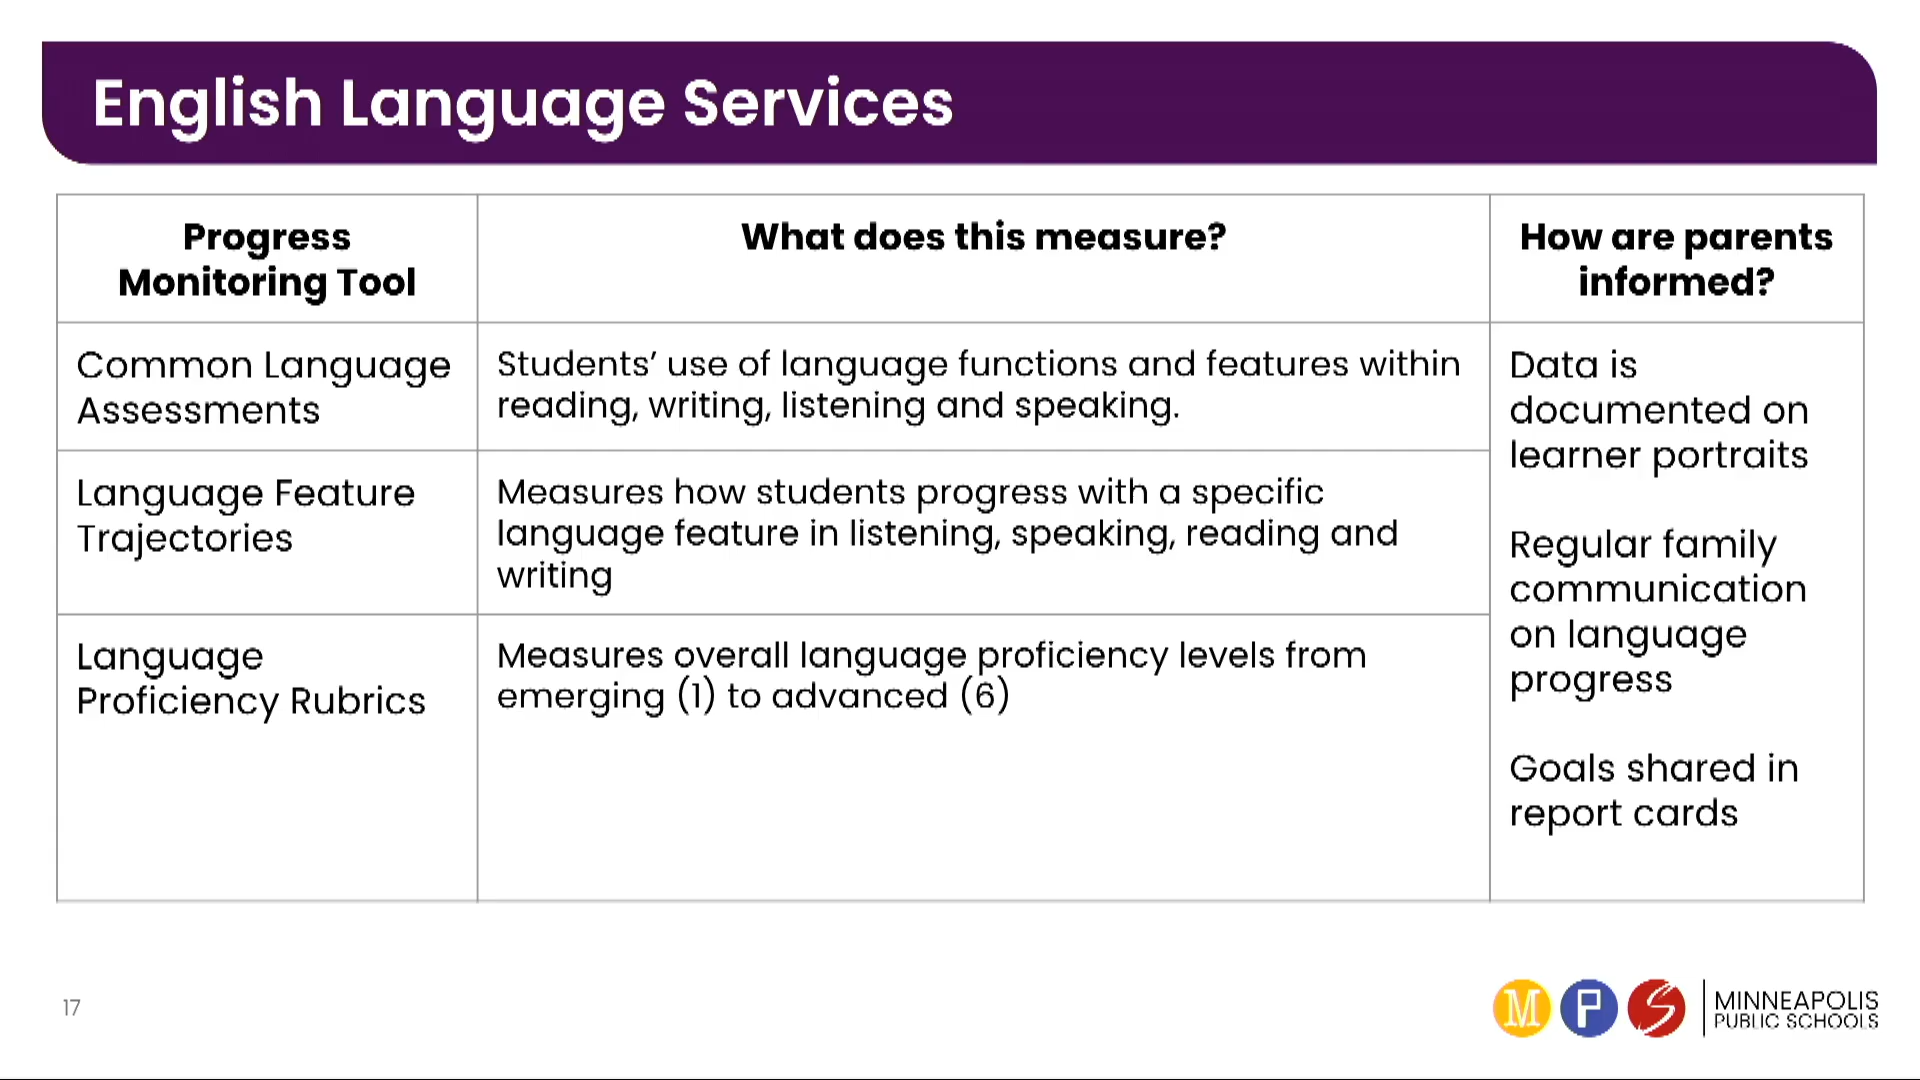 English Language Services
Progress
Monitoring Tool
What does this measure?
How are parents
informed?
Common Language
Assessments
Students’ use of language functions and features within
reading, writing, listening and speaking.
Data is
documented on
learner portraits
Regular family
communication
on language
progress
Goals shared in
report cards
Language Feature
Trajectories
Measures how students progress with a specific
language feature in listening, speaking, reading and
writing
Language
Proficiency Rubrics
Measures overall language proficiency levels from
emerging (1) to advanced (6)
17
M P S
MINNEAPOLIS
PUBLIC SCHOOLS